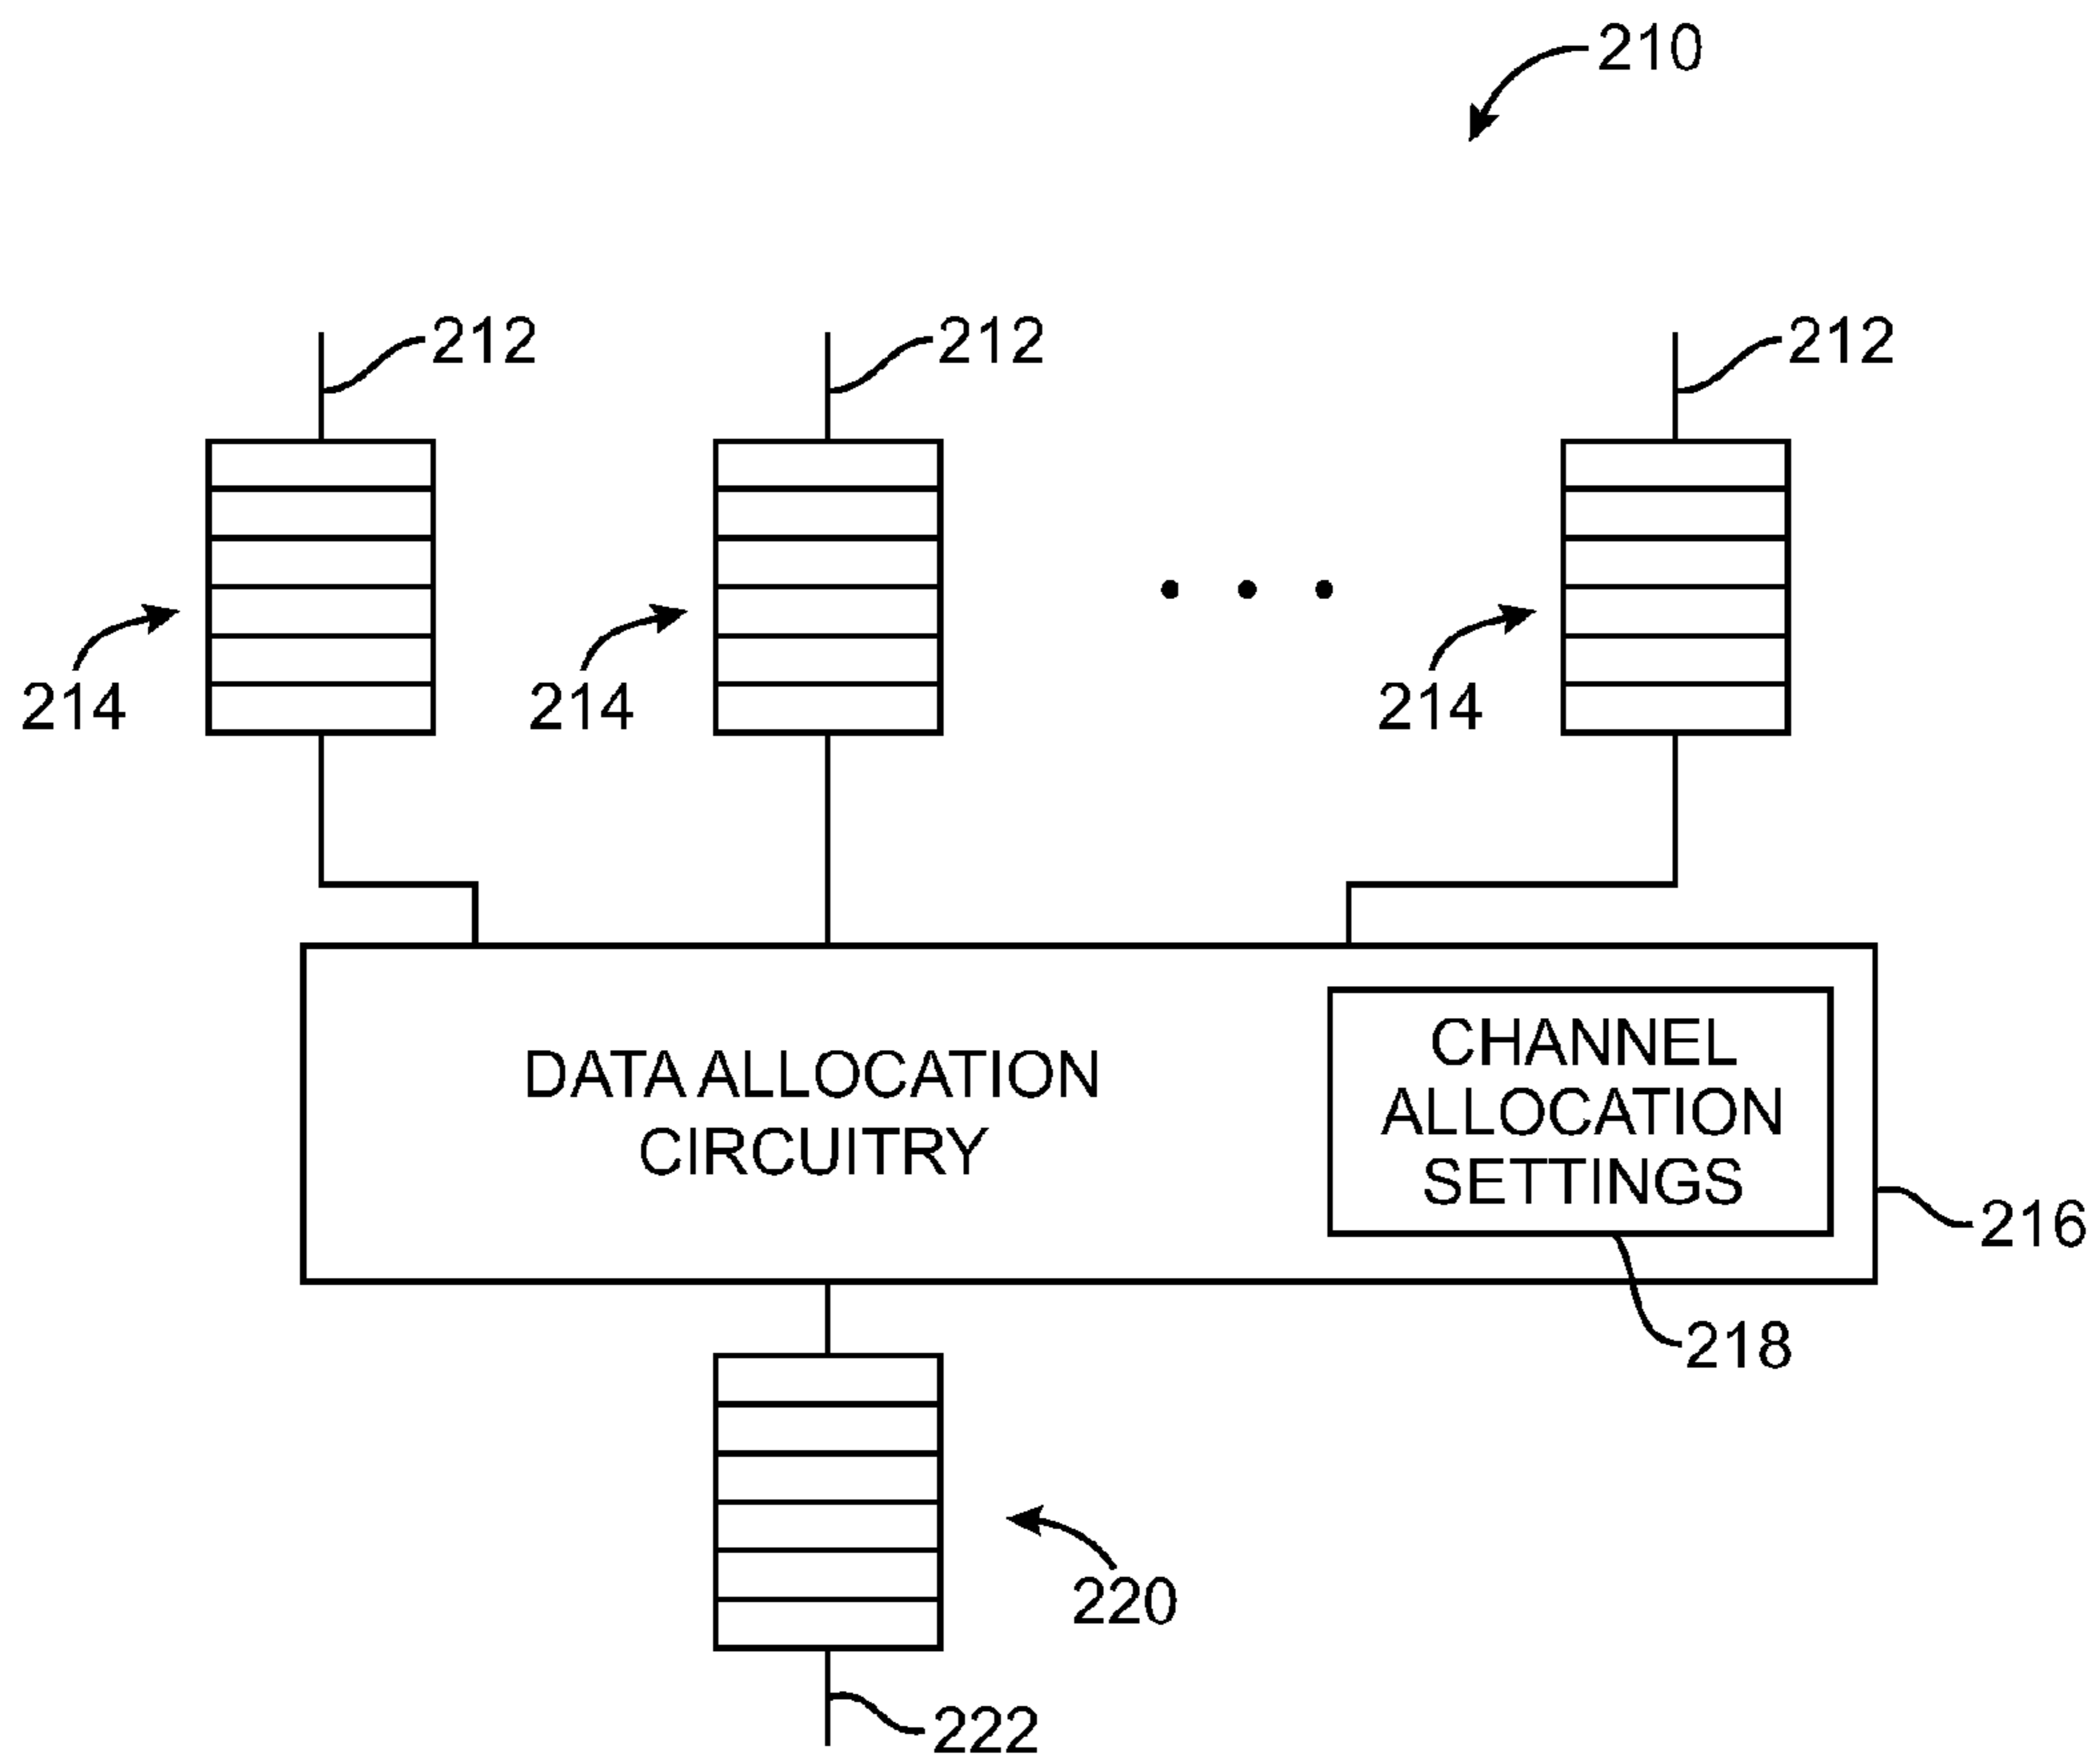 210
212
212
212
214
214
214
DATA ALLOCATION
CIRCUITRY
CHANNEL
ALLOCATION
SETTINGS
216
218
220
222